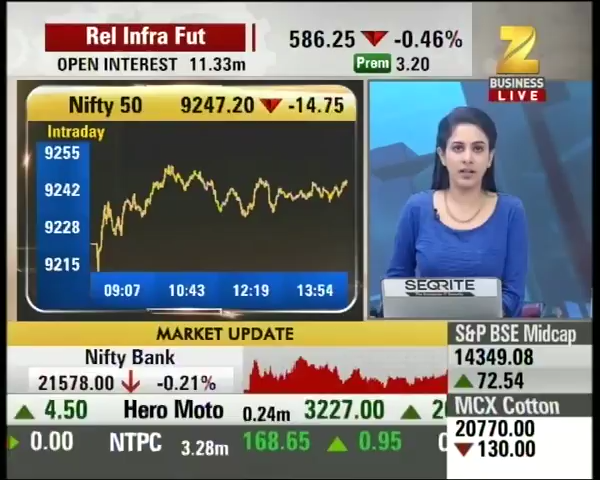 Rel Infra Fut
586.25 -0.46%
OPEN INTEREST 11.33m
Prem 3.20
Z
BUSINESS
LIVE
Nifty 50 9247.20 -14.75
Intraday
9255
9242
9228
9215
09:07 10:43 12:19 13:54
SEQRITE
MARKET UPDATE
S&P BSE Midcap
14349.08
72.54
Nifty Bank
21578.00 -0.21%
MCX Cotton
20770.00
130.00
4.50 Hero Moto 0.24m 3227.00
0.00 NTPC 3.28m 168.65 0.95